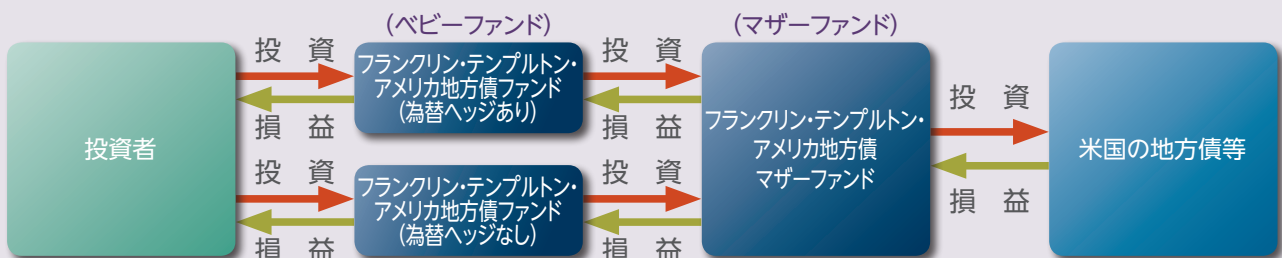 (ベビーファンド)
(マザーファンド)
投資者
投 資
損 益
フランクリン・テンプルトン・
アメリカ地方債ファンド
(為替ヘッジあり)
投 資
損 益
投 資
損 益
フランクリン・テンプルトン・
アメリカ地方債ファンド
(為替ヘッジなし)
投 資
損 益
フランクリン・テンプルトン・
アメリカ地方債
マザーファンド
投 資
損 益
米国の地方債等